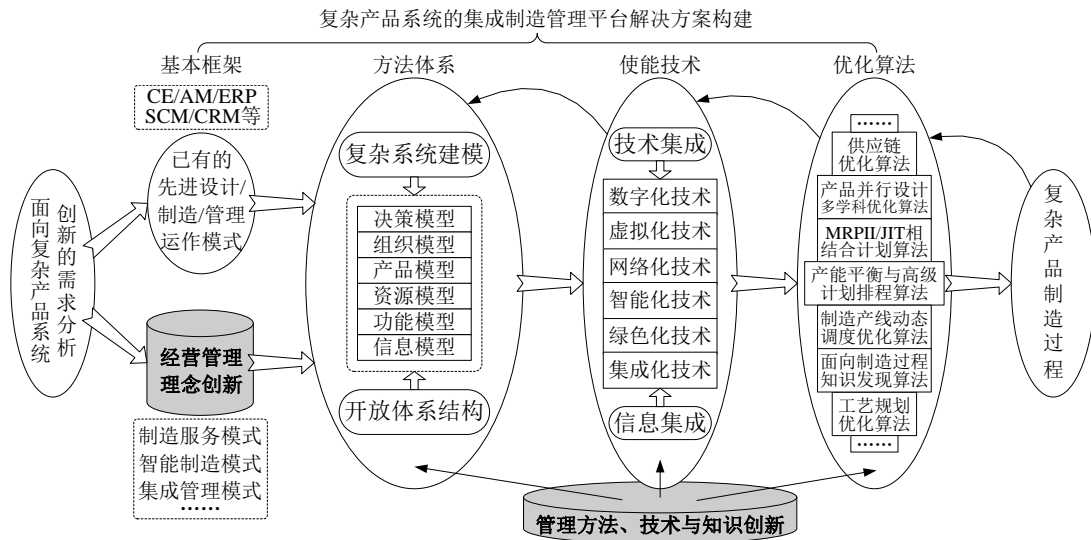 复杂产品系统的集成制造管理平台解决方案构建
基本框架
方法体系
使能技术
优化算法
面向复杂产品系统
创新的需求分析
CE/AM/ERP
SCM/CRM等
已有的
先进设计/
制造/管理
运作模式
经营管理
理念创新
制造服务模式
智能制造模式
集成管理模式
......
复杂系统建模
决策模型
组织模型
产品模型
资源模型
功能模型
信息模型
开放体系结构
技术集成
数字化技术
虚拟化技术
网络化技术
智能化技术
绿色化技术
集成化技术
信息集成
......
供应链
优化算法
产品并行设计
多学科优化算法
MRPII/JIT相
结合计划算法
产能平衡与高级
计划排程算法
制造产线动态
调度优化算法
面向制造过程
知识发现算法
工艺规划
优化算法
......
复杂产品制造过程
管理方法、技术与知识创新